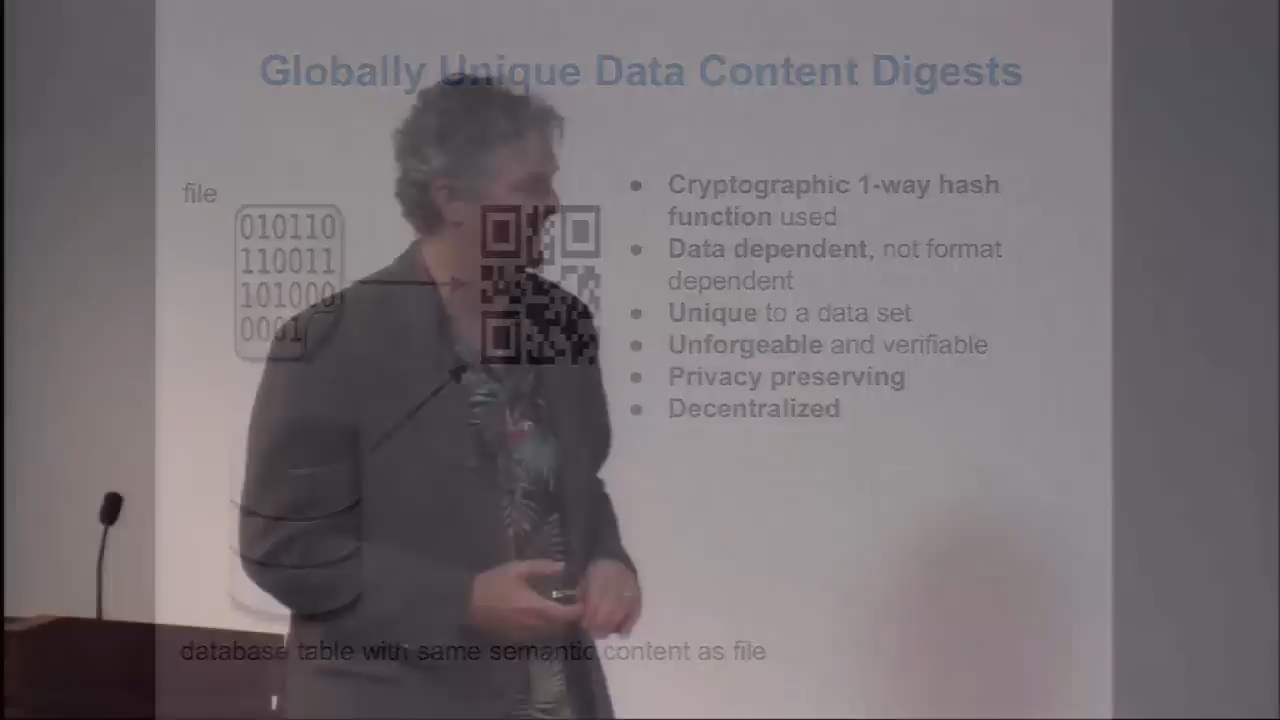 Globally Unique Data Content Digests
file
010110
110011
101000
0001
● Cryptographic 1-way hash
function used
● Data dependent, not format
dependent
● Unique to a data set
● Unforgeable and verifiable
● Privacy preserving
● Decentralized
database table with same semantic content as file